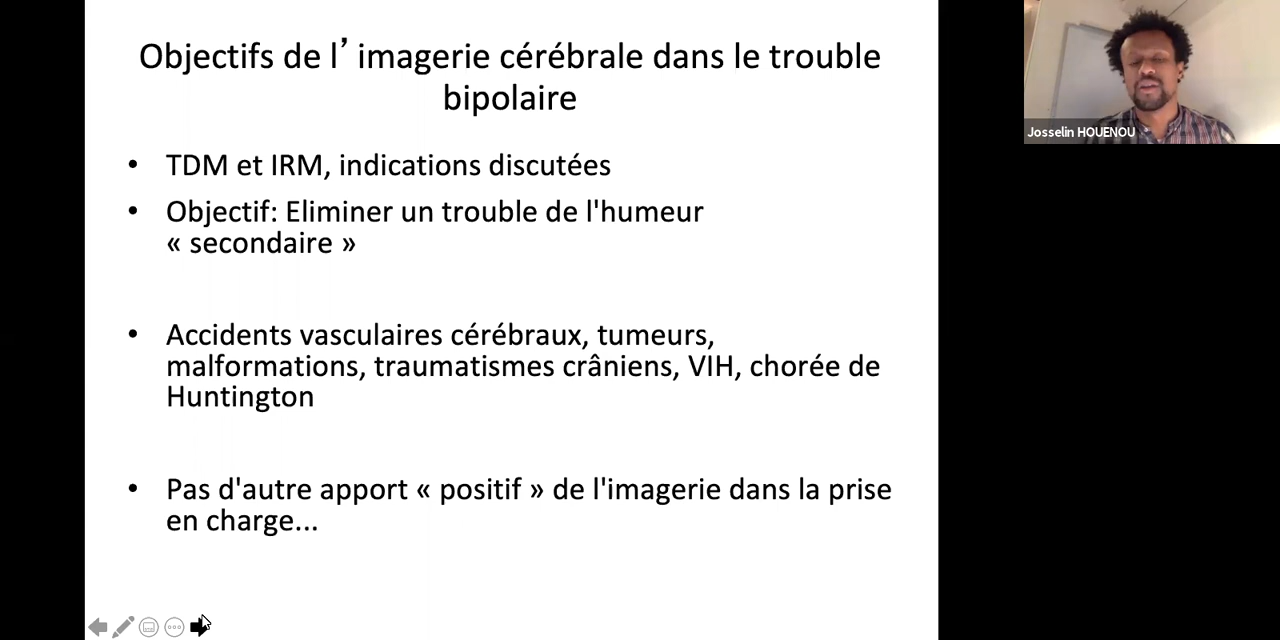 Objectifs de l’ imagerie cérébrale dans le trouble
bipolaire
• TDM et IRM, indications discutées
• Objectif: Eliminer un trouble de l'humeur
« secondaire »
• Accidents vasculaires cérébraux, tumeurs,
malformations, traumatismes crâniens, VIH, chorée de
Huntington
• Pas d'autre apport « positif » de l'imagerie dans la prise
en charge...
Josselin HOUENOU